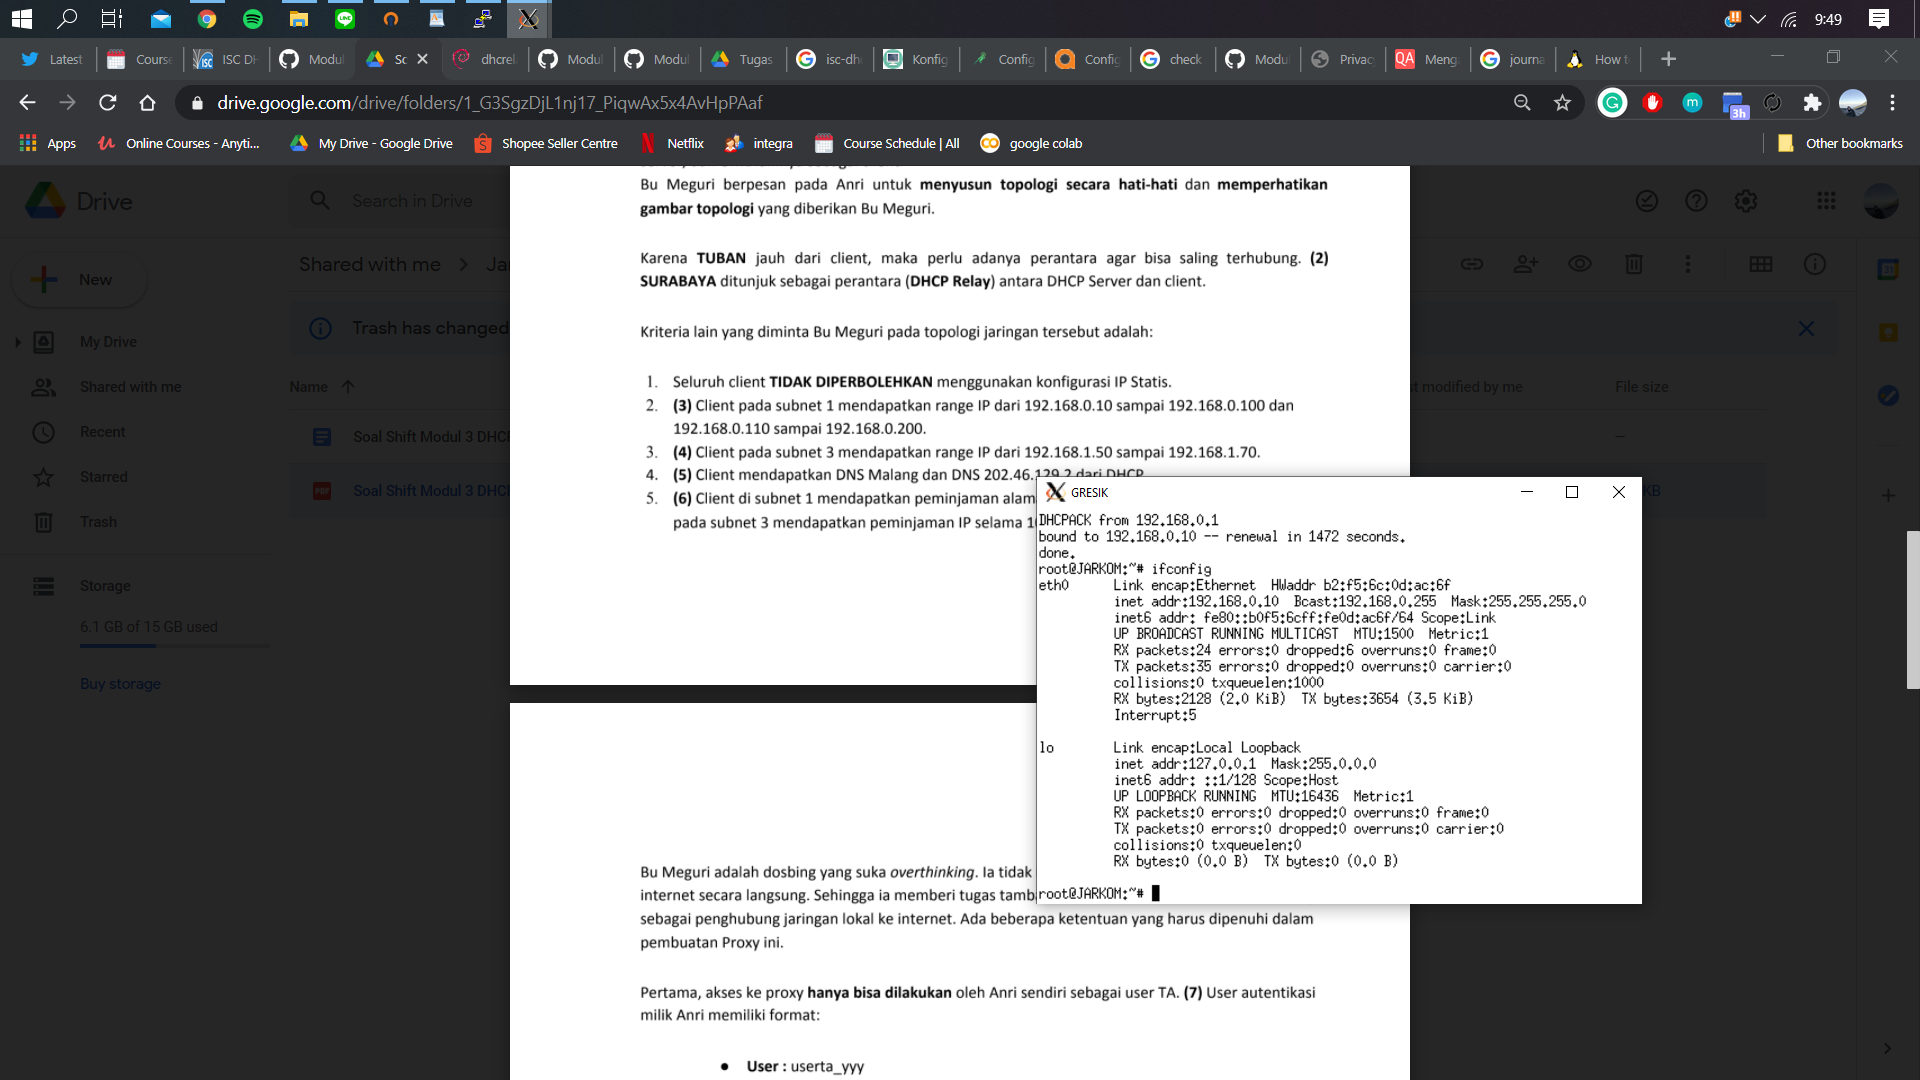 9:49
Latest
Course
ISC DH
Modul
Sc
dhcrel
Modul
Modul
Tugas
isc-dh
Konfig
Config
Config
check
Modul
Privac
Meng
journa
How t
drive.google.com/drive/folders/1_G3SgzDjL1nj17_PiqwAx5x4AvHpPAaf
3h
Apps
Online Courses - Anyti...
My Drive - Google Drive
Shopee Seller Centre
Netflix
integra
Course Schedule | All
google colab
Other bookmarks
Drive
Search in Drive
New
Shared with me > Ja
Trash has changed
My Drive
Shared with me
Recent
Starred
Trash
Storage
6.1 GB of 15 GB used
Buy storage
Name
st modified by me
File size
Soal Shift Modul 3 DHC
–
Soal Shift Modul 3 DHC
KB
Bu Meguri berpesan pada Anri untuk menyusun topologi secara hati-hati dan memperhatikan
gambar topologi yang diberikan Bu Meguri.
Karena TUBAN jauh dari client, maka perlu adanya perantara agar bisa saling terhubung. (2)
SURABAYA ditunjuk sebagai perantara (DHCP Relay) antara DHCP Server dan client.
Kriteria lain yang diminta Bu Meguri pada topologi jaringan tersebut adalah:
1. Seluruh client TIDAK DIPERBOLEHKAN menggunakan konfigurasi IP Statis.
2. (3) Client pada subnet 1 mendapatkan range IP dari 192.168.0.10 sampai 192.168.0.100 dan
192.168.0.110 sampai 192.168.0.200.
3. (4) Client pada subnet 3 mendapatkan range IP dari 192.168.1.50 sampai 192.168.1.70.
4. (5) Client mendapatkan DNS Malang dan DNS 202.46.129.2 dari DHCP
5. (6) Client di subnet 1 mendapatkan peminjaman alam
pada subnet 3 mendapatkan peminjaman IP selama 1
Bu Meguri adalah dosbing yang suka overthinking. Ia tidak
internet secara langsung. Sehingga ia memberi tugas tamb
sebagai penghubung jaringan lokal ke internet. Ada beberapa ketentuan yang harus dipenuhi dalam
pembuatan Proxy ini.
Pertama, akses ke proxy hanya bisa dilakukan oleh Anri sendiri sebagai user TA. (7) User autentikasi
milik Anri memiliki format:
● User : userta_yyy
GRESIK
DHCPACK from 192.168.0.1
bound to 192.168.0.10 -- renewal in 1472 seconds.
done.
root@JARKOM:~# ifconfig
eth0 Link encap:Ethernet HWaddr b2:f5:6c:0d:ac:6f
inet addr:192.168.0.10 Bcast:192.168.0.255 Mask:255.255.255.0
inet6 addr: fe80::b0f5:6cff:fe0d:ac6f/64 Scope:Link
UP BROADCAST RUNNING MULTICAST MTU:1500 Metric:1
RX packets:24 errors:0 dropped:6 overruns:0 frame:0
TX packets:35 errors:0 dropped:0 overruns:0 carrier:0
collisions:0 txqueuelen:1000
RX bytes:2128 (2.0 KiB) TX bytes:3654 (3.5 KiB)
Interrupt:5
lo Link encap:Local Loopback
inet addr:127.0.0.1 Mask:255.0.0.0
inet6 addr: ::1/128 Scope:Host
UP LOOPBACK RUNNING MTU:16436 Metric:1
RX packets:0 errors:0 dropped:0 overruns:0 frame:0
TX packets:0 errors:0 dropped:0 overruns:0 carrier:0
collisions:0 txqueuelen:0
RX bytes:0 (0.0 B) TX bytes:0 (0.0 B)
root@JARKOM:~#